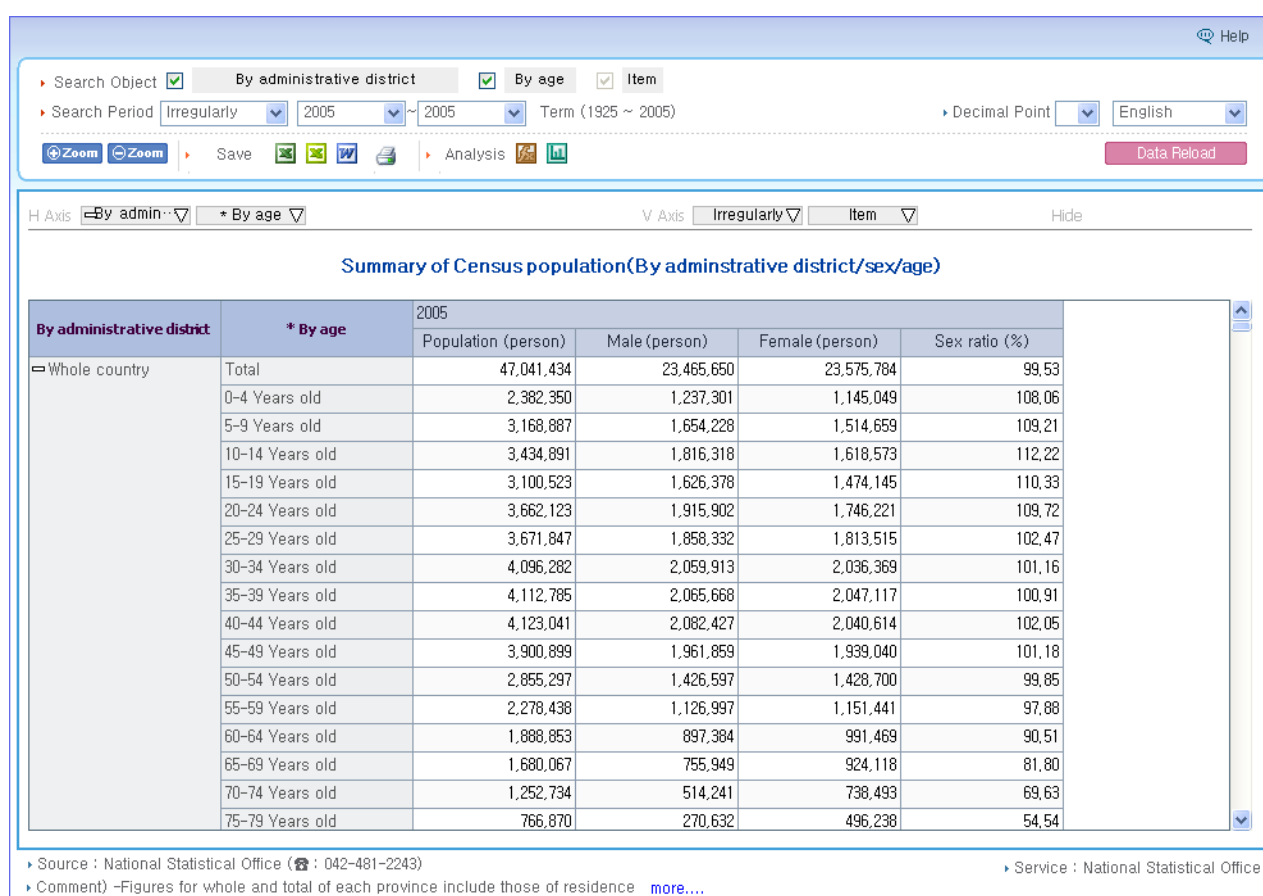 Help
Search Object By administrative district By age Item
Search Period Irregularly 2005 ~ 2005 Term (1925 ~ 2005) Decimal Point English
Zoom Zoom Save Analysis Data Reload
H Axis By admin·· * By age V Axis Irregularly Item Hide
Summary of Census population(By adminstrative district/sex/age)
By administrative district * By age 2005
Population (person) Male (person) Female (person) Sex ratio (%)
Whole country Total 47,041,434 23,465,650 23,575,784 99,53
0-4 Years old 2,382,350 1,237,301 1,145,049 108,06
5-9 Years old 3,168,887 1,654,228 1,514,659 109,21
10-14 Years old 3,434,891 1,816,318 1,618,573 112,22
15-19 Years old 3,100,523 1,626,378 1,474,145 110,33
20-24 Years old 3,662,123 1,915,902 1,746,221 109,72
25-29 Years old 3,671,847 1,858,332 1,813,515 102,47
30-34 Years old 4,096,282 2,059,913 2,036,369 101,16
35-39 Years old 4,112,785 2,065,668 2,047,117 100,91
40-44 Years old 4,123,041 2,082,427 2,040,614 102,05
45-49 Years old 3,900,899 1,961,859 1,939,040 101,18
50-54 Years old 2,855,297 1,426,597 1,428,700 99,85
55-59 Years old 2,278,438 1,126,997 1,151,441 97,88
60-64 Years old 1,888,853 897,384 991,469 90,51
65-69 Years old 1,680,067 755,949 924,118 81,80
70-74 Years old 1,252,734 514,241 738,493 69,63
75-79 Years old 766,870 270,632 496,238 54,54
Source : National Statistical Office (☎ : 042-481-2243) Service : National Statistical Office
Comment) -Figures for whole and total of each province include those of residence more....